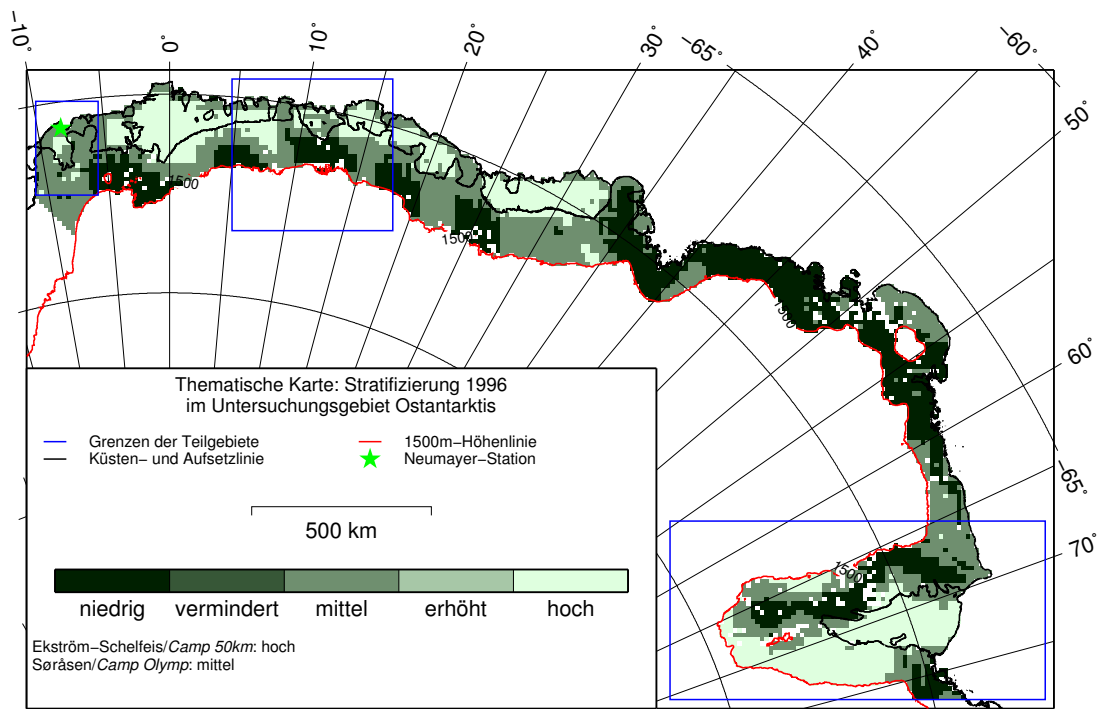 −10°
0°
10°
20°
30°
−65°
40°
−60°
50°
60°
−65°
70°
1500
1500
1500
1500
Thematische Karte: Stratifizierung 1996
im Untersuchungsgebiet Ostantarktis
Grenzen der Teilgebiete
Küsten− und Aufsetzlinie
1500m−Höhenlinie
Neumayer−Station
500 km
niedrig vermindert mittel erhöht hoch
Ekström−Schelfeis/Camp 50km: hoch
Søråsen/Camp Olymp: mittel